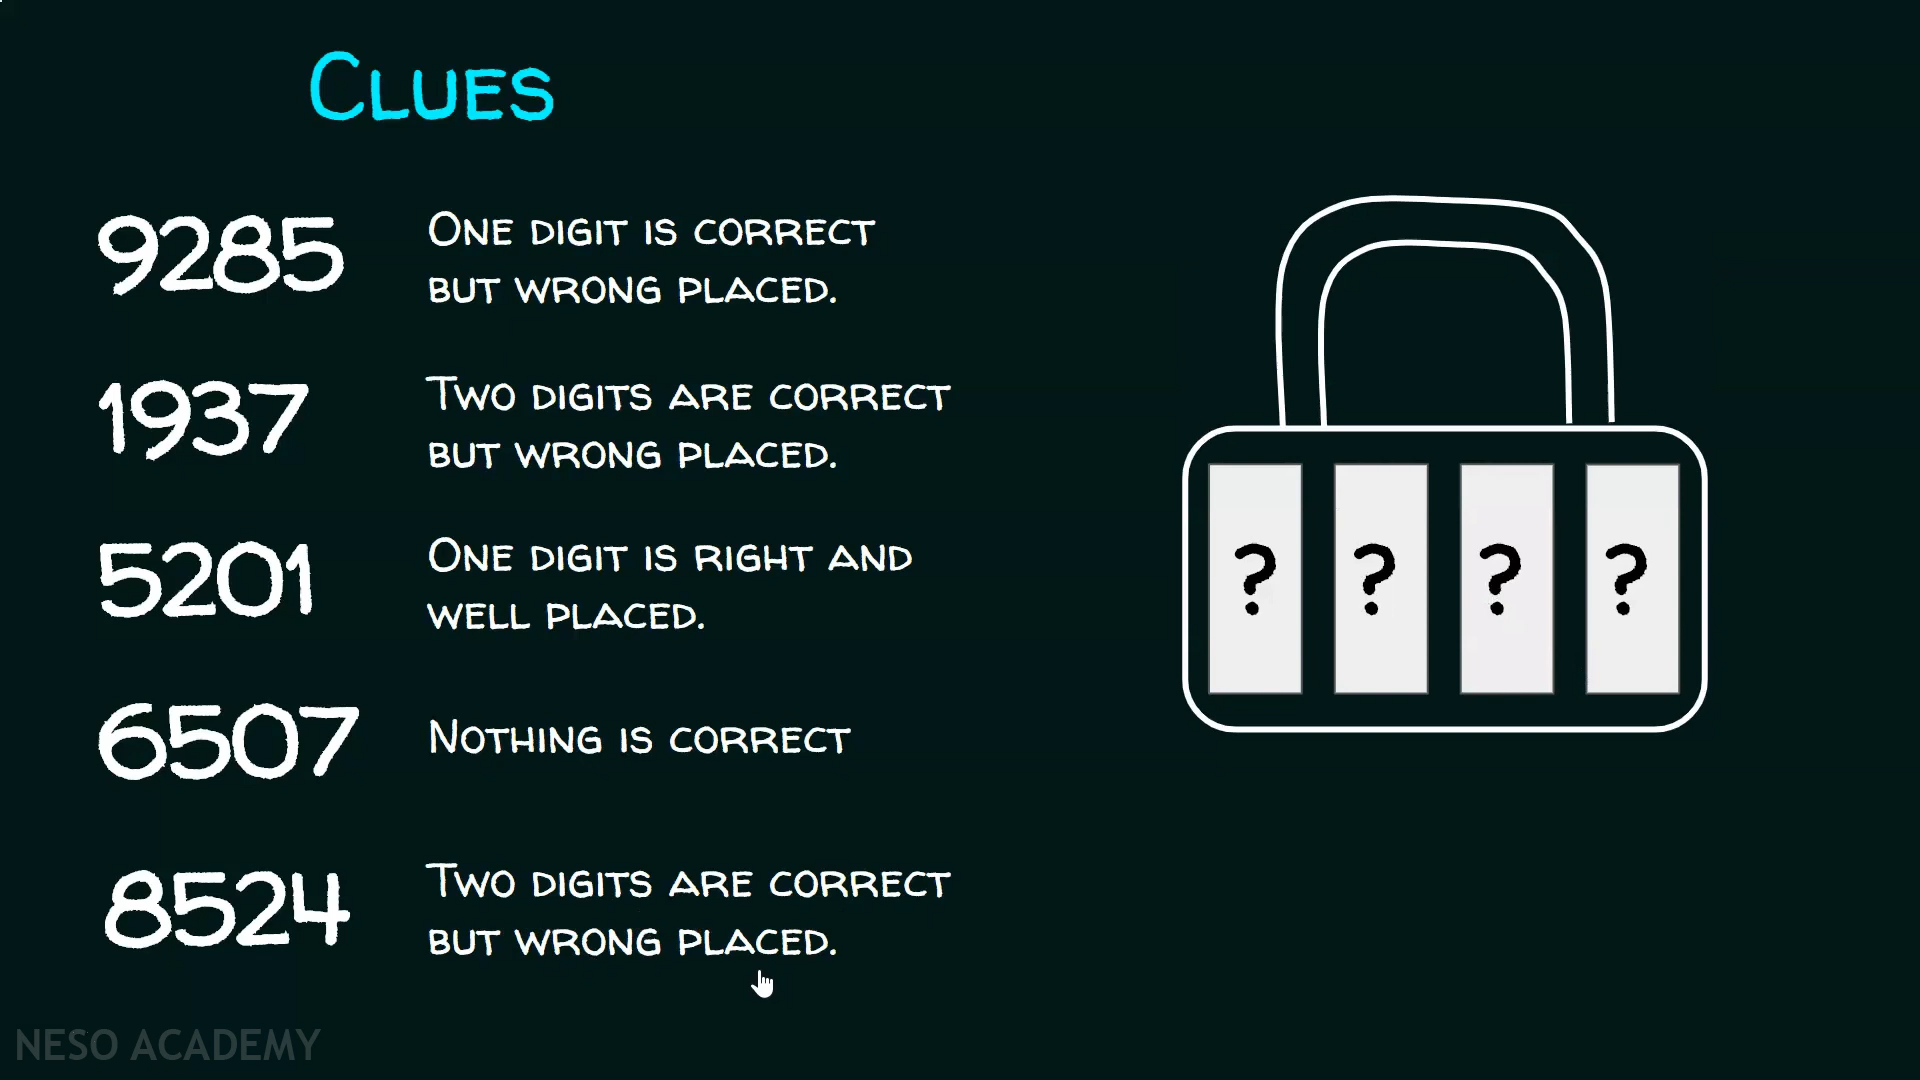 Clues
9285
One digit is correct
but wrong placed.
1937
Two digits are correct
but wrong placed.
5201
One digit is right and
well placed.
6507
Nothing is correct
8524
Two digits are correct
but wrong placed.
? ? ? ?
NESO ACADEMY